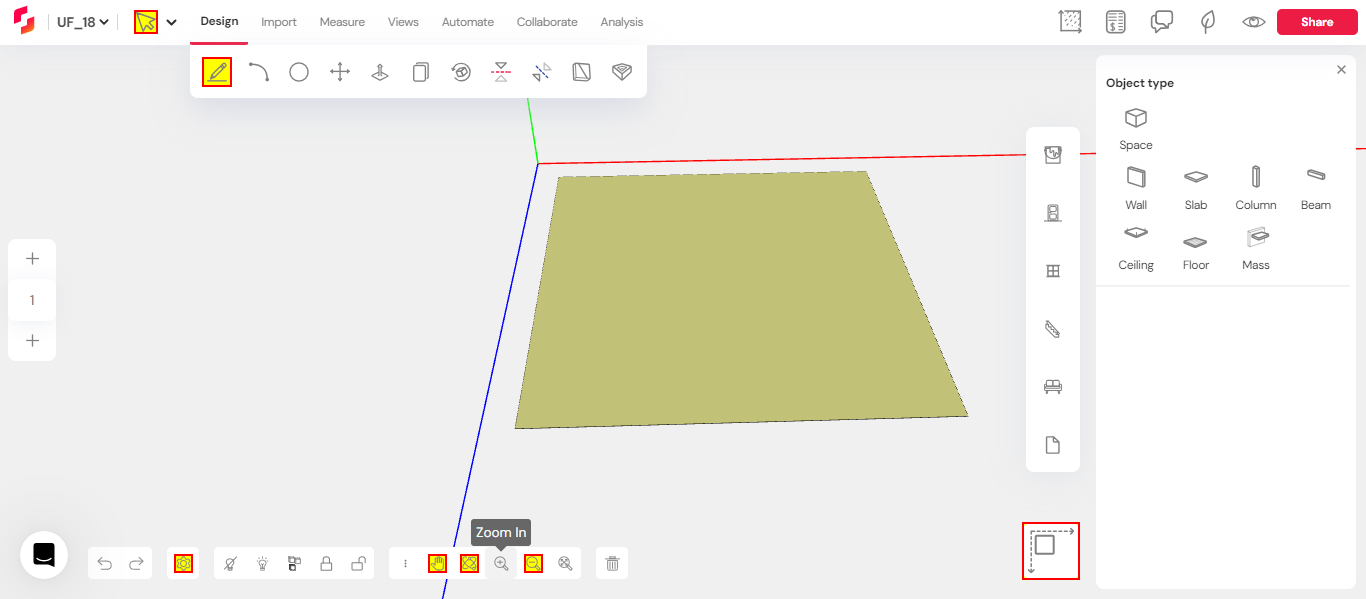 UF_18
Design
Import
Measure
Views
Automate
Collaborate
Analysis
Share
Object type
Space
Wall
Slab
Column
Beam
Ceiling
Floor
Mass
1
Zoom In